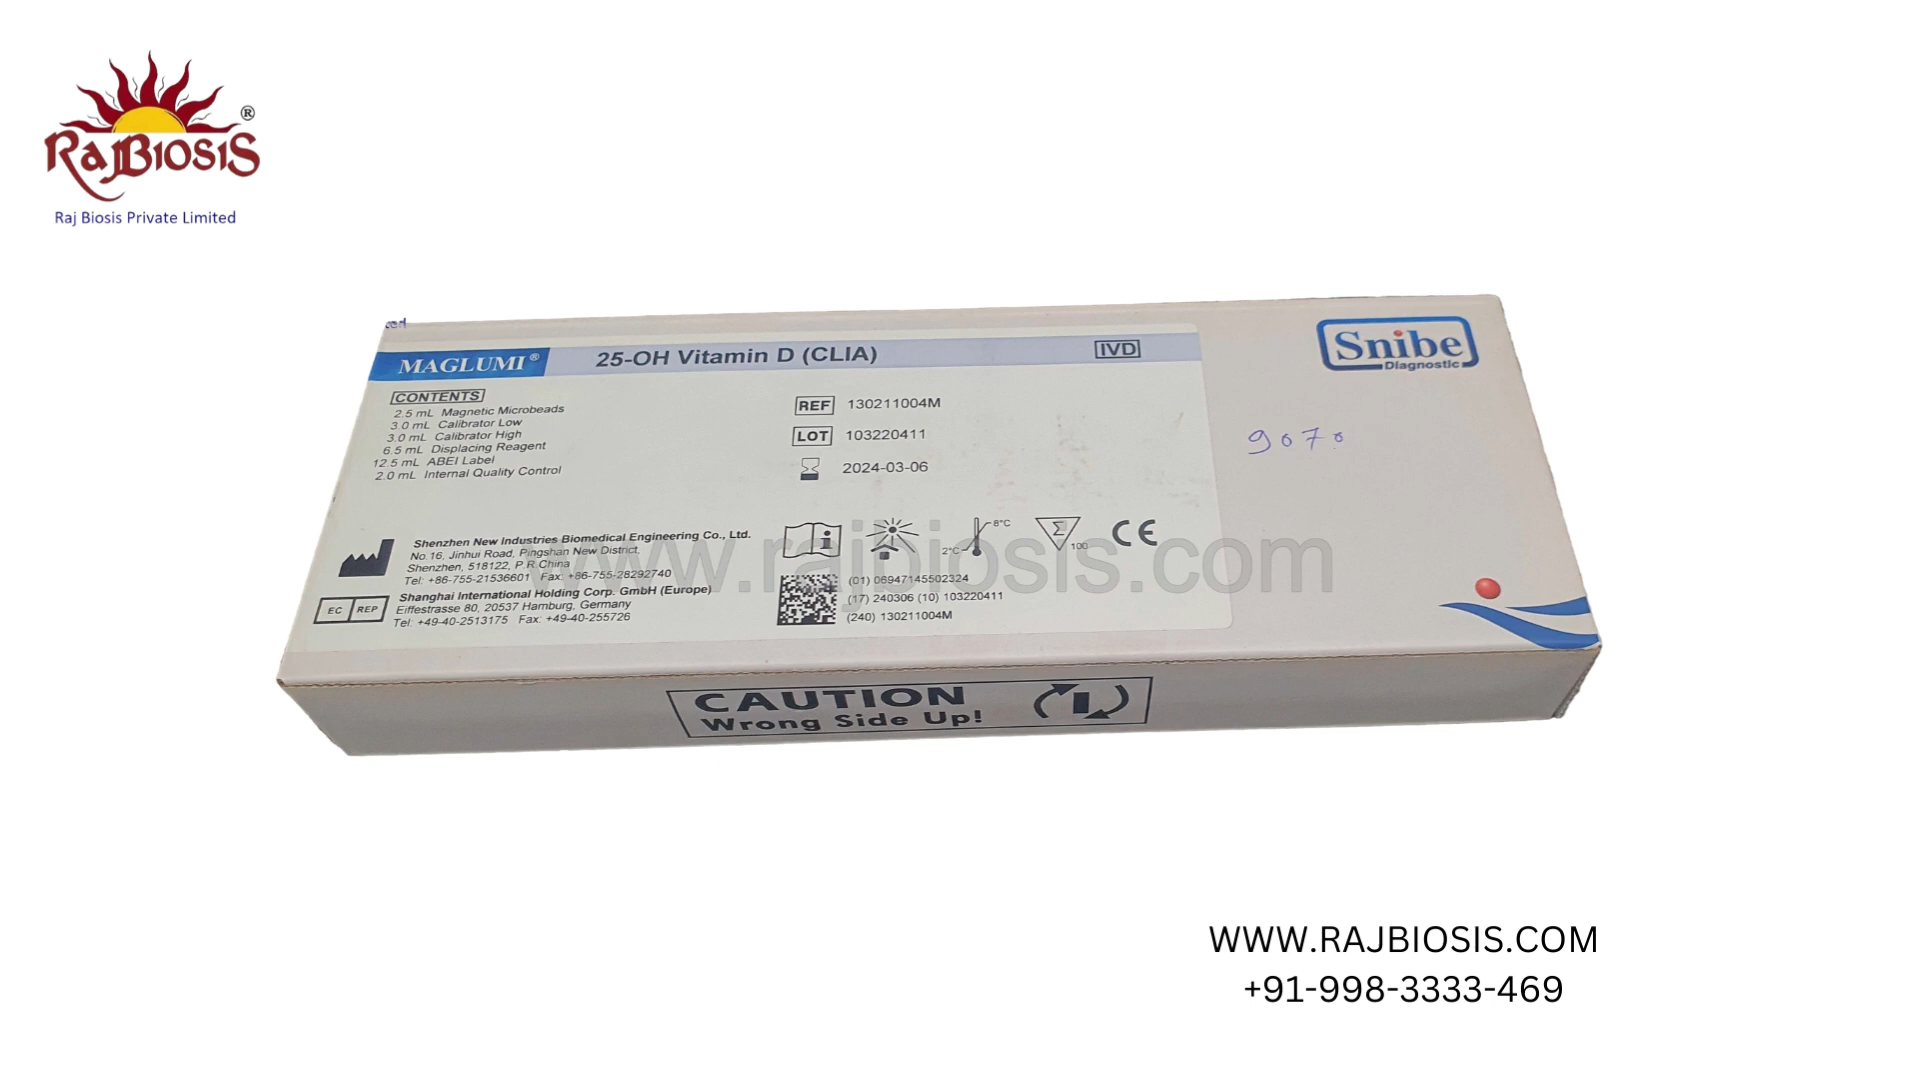 RAJBIOSIS®
Raj Biosis Private Limited
MAGLUMI® 25-OH Vitamin D (CLIA) IVD
Snibe
Diagnostic
CONTENTS
2.5 mL Magnetic Microbeads
3.0 mL Calibrator Low
3.0 mL Calibrator High
6.5 mL Displacing Reagent
12.5 mL ABEI Label
2.0 mL Internal Quality Control
REF 130211004M
LOT 103220411
2024-03-06
9070
Shenzhen New Industries Biomedical Engineering Co., Ltd.
No.16, Jinhui Road, Pingshan New District,
Shenzhen, 518122, P.R.China
Tel: +86-755-21536601 Fax: +86-755-28292740
EC REP
Shanghai International Holding Corp. GmbH (Europe)
Eiffestrasse 80, 20537 Hamburg, Germany
Tel: +49-40-2513175 Fax: +49-40-255726
i
2°C 8°C
Σ 100
CE
(01) 06947145502324
(17) 240306 (10) 103220411
(240) 130211004M
www.rajbiosis.com
CAUTION
Wrong Side Up!
WWW.RAJBIOSIS.COM
+91-998-3333-469